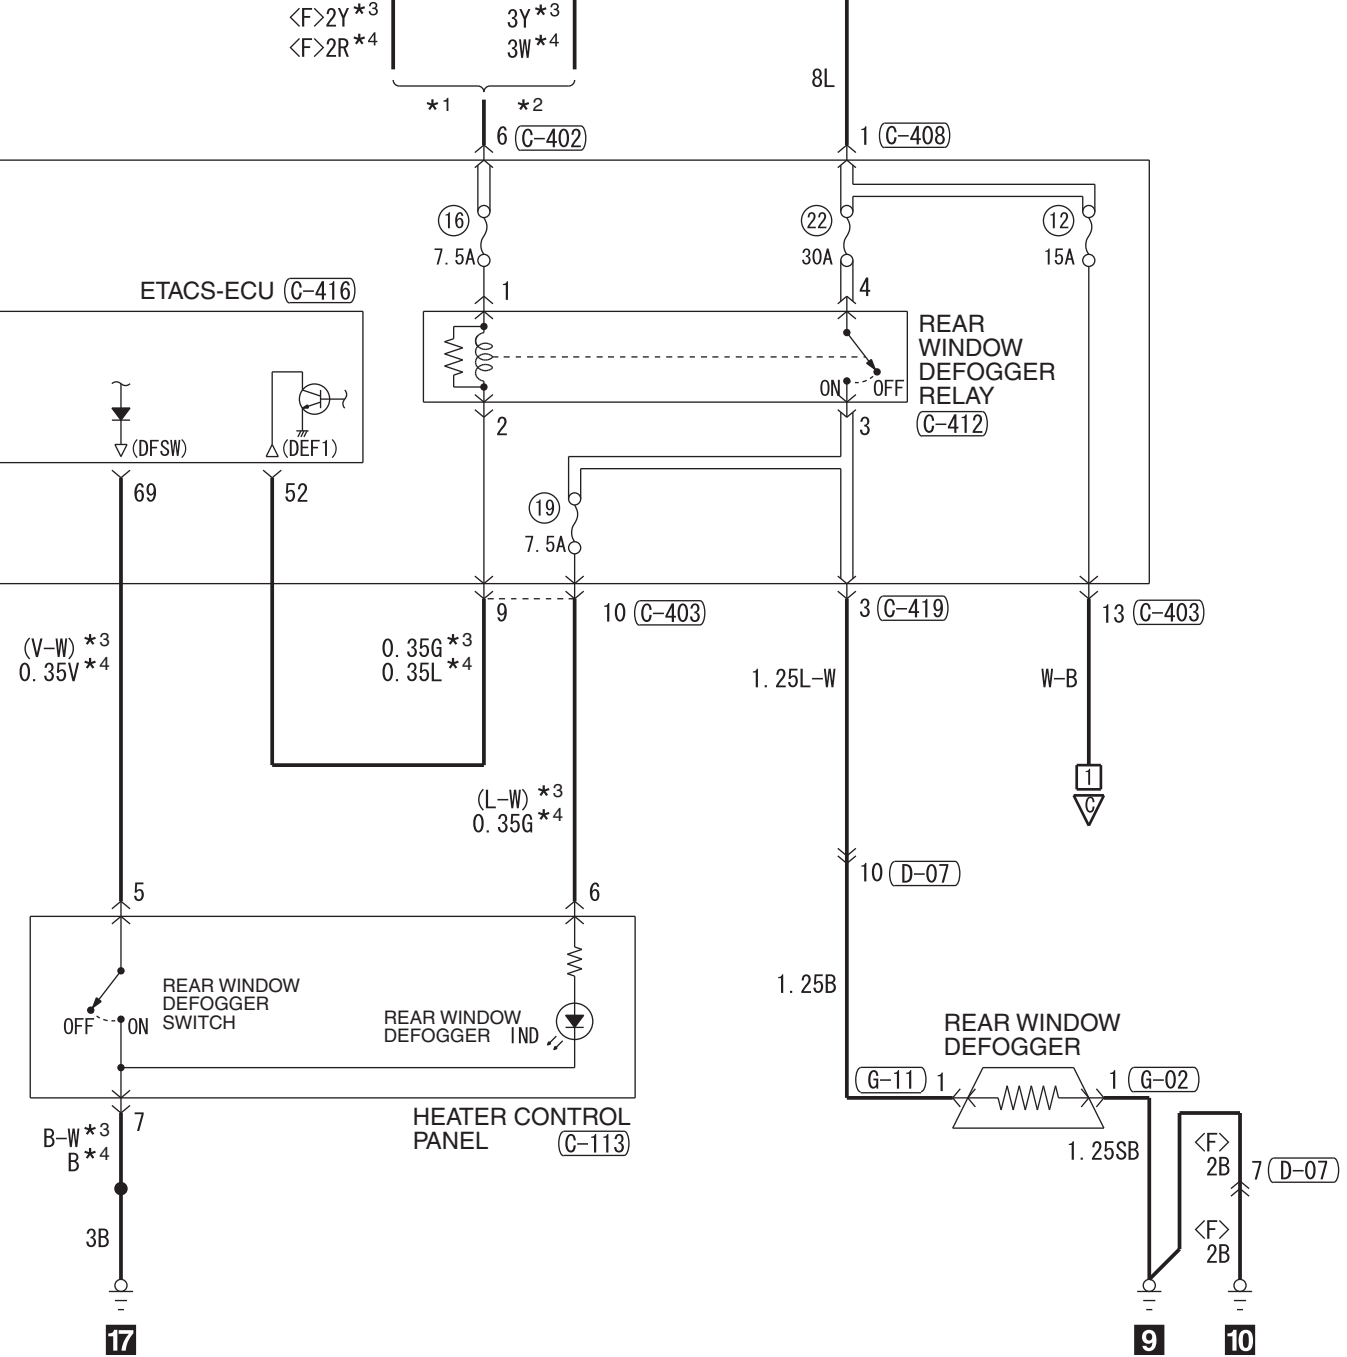 <F>2Y*3
<F>2R*4
3Y*3
3W*4
8L
*1
*2
6 C-402
1 C-408
16
7.5A
22
30A
12
15A
ETACS-ECU C-416
1
4
REAR
WINDOW
DEFOGGER
RELAY
C-412
ON
OFF
(DFSW)
(DEF1)
2
3
69
52
19
7.5A
9
10 C-403
3 C-419
13 C-403
(V-W)*3
0.35V*4
0.35G*3
0.35L*4
1.25L-W
W-B
1
C
(L-W)*3
0.35G*4
10 D-07
5
6
REAR WINDOW
DEFOGGER
SWITCH
OFF
ON
REAR WINDOW
DEFOGGER IND
1.25B
REAR WINDOW
DEFOGGER
G-11 1
1 G-02
7
HEATER CONTROL
PANEL C-113
B-W*3
B*4
1.25SB
<F>
2B
7 D-07
3B
<F>
2B
17
9
10